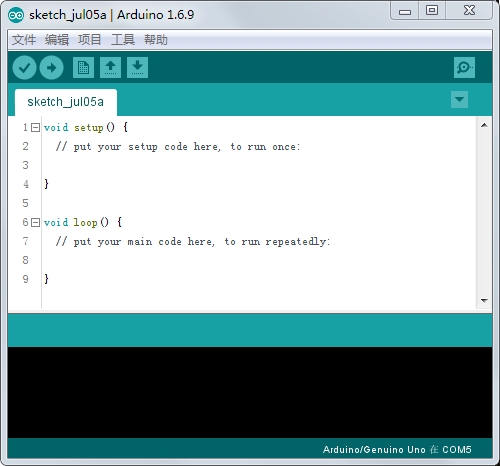 sketch_jul05a | Arduino 1.6.9
文件 编辑 项目 工具 帮助
sketch_jul05a
1 void setup() {
2 // put your setup code here, to run once:
3
4 }
5
6 void loop() {
7 // put your main code here, to run repeatedly:
8
9 }
Arduino/Genuino Uno 在 COM5